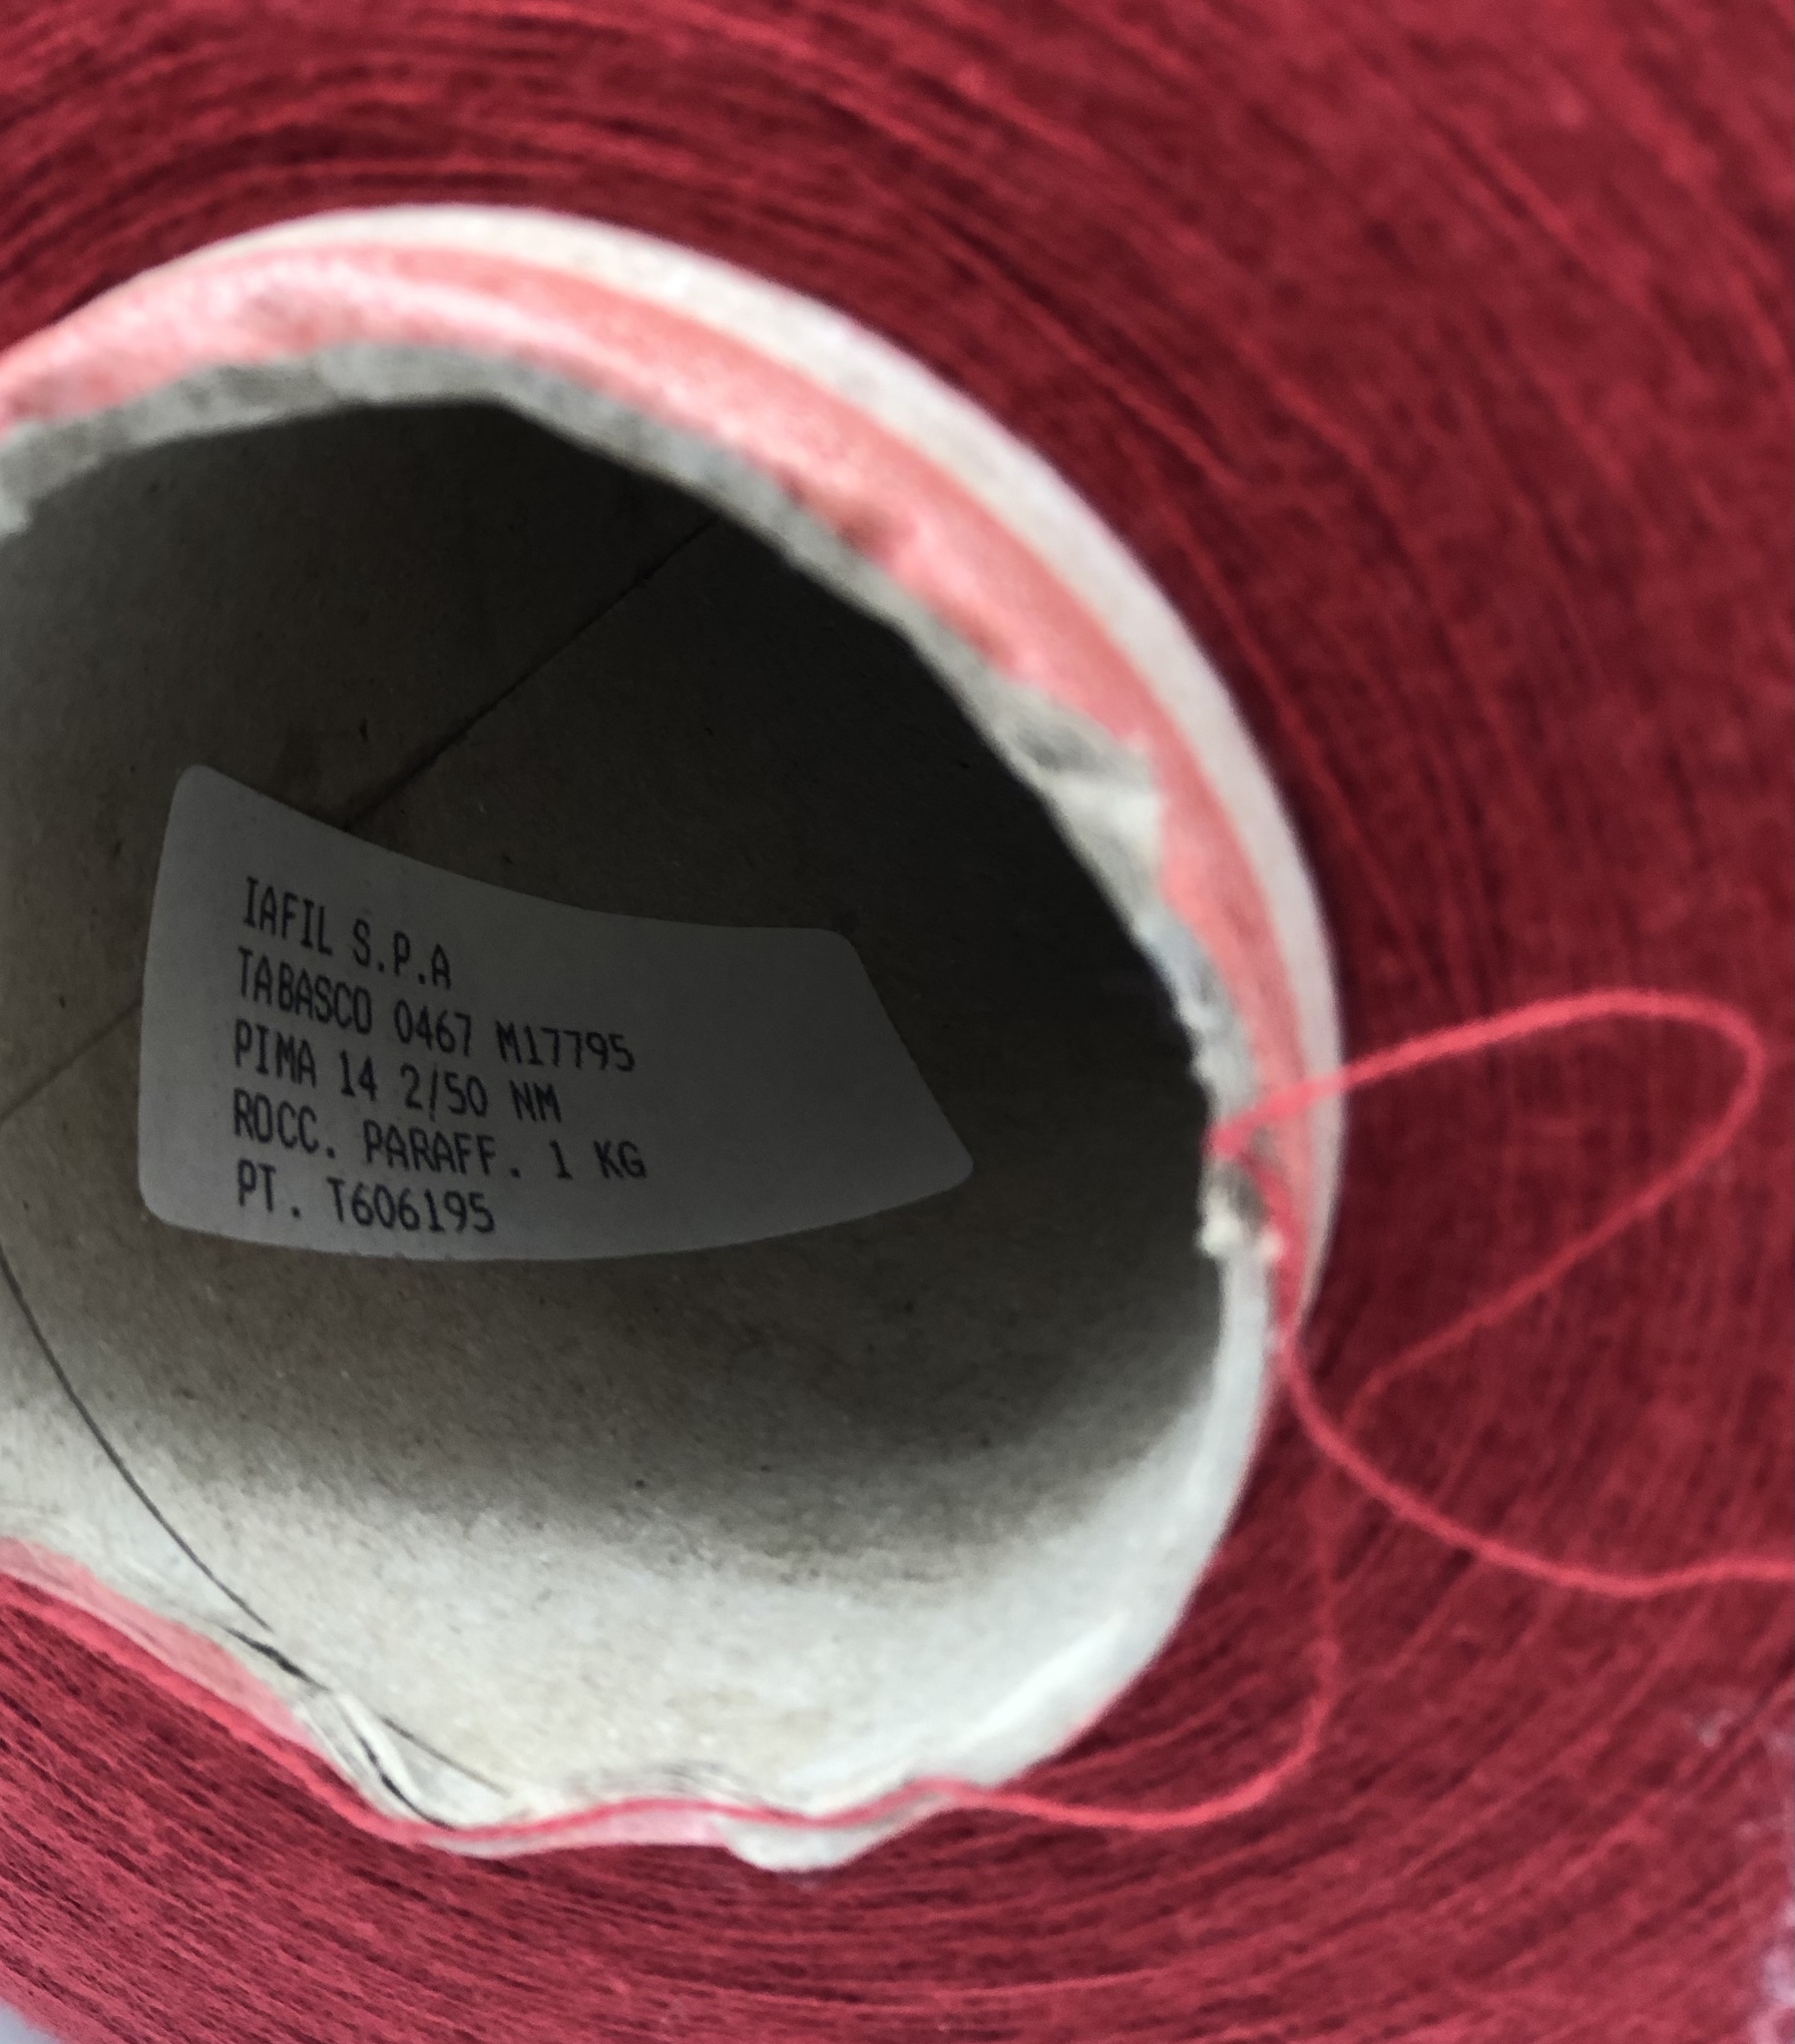 IAFIL S.P.A
TABASCO 0467 M17795
PIMA 14 2/50 NM
ROCC. PARAFF. 1 KG
PT. T606195